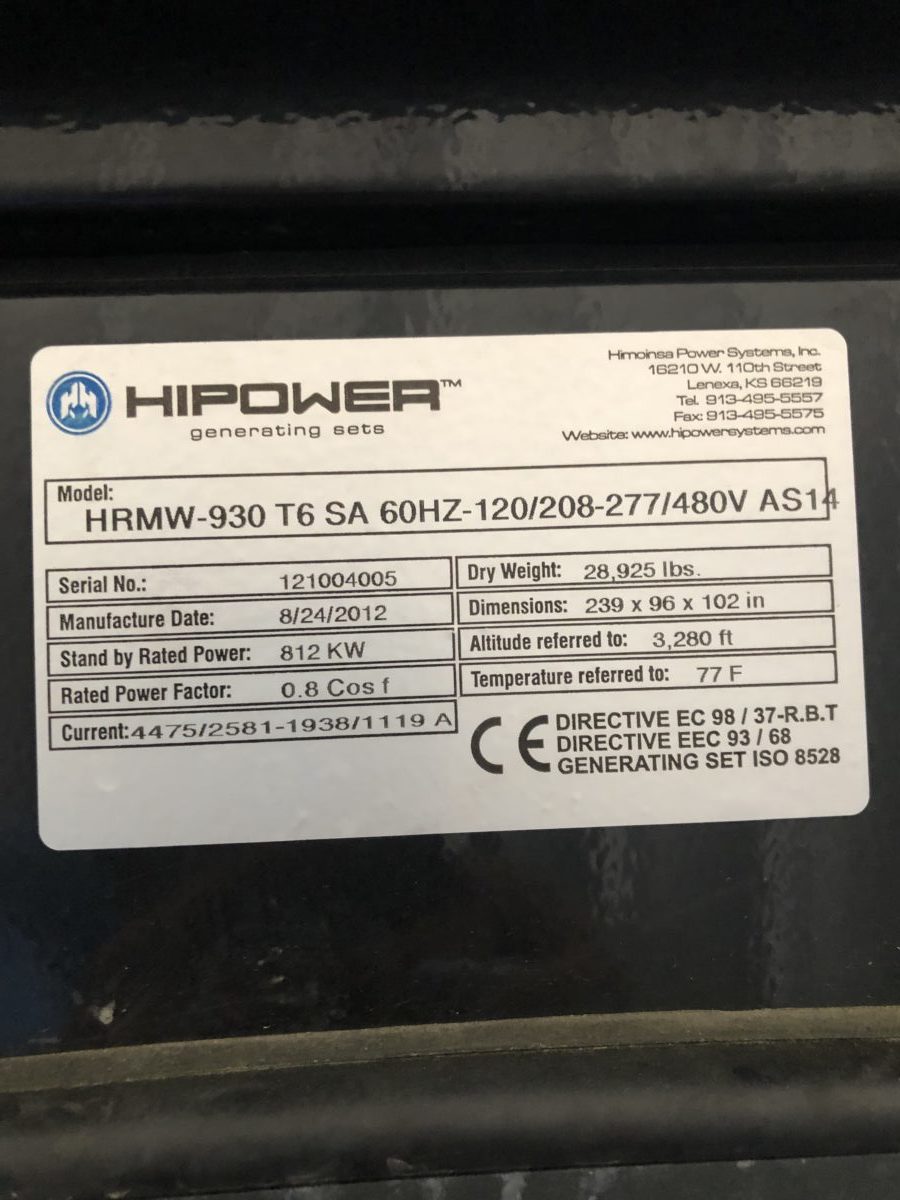 HIPOWER™
generating sets
Himoinsa Power Systems, Inc.
16210 W. 110th Street
Lenexa, KS 66219
Tel. 913-495-5557
Fax: 913-495-5575
Website: www.hipowersystems.com
Model:
HRMW-930 T6 SA 60HZ-120/208-277/480V AS14
Serial No.: 121004005
Manufacture Date: 8/24/2012
Stand by Rated Power: 812 KW
Rated Power Factor: 0.8 Cos f
Current: 4475/2581-1938/1119 A
Dry Weight: 28,925 lbs.
Dimensions: 239 x 96 x 102 in
Altitude referred to: 3,280 ft
Temperature referred to: 77 F
CE
DIRECTIVE EC 98 / 37-R.B.T
DIRECTIVE EEC 93 / 68
GENERATING SET ISO 8528